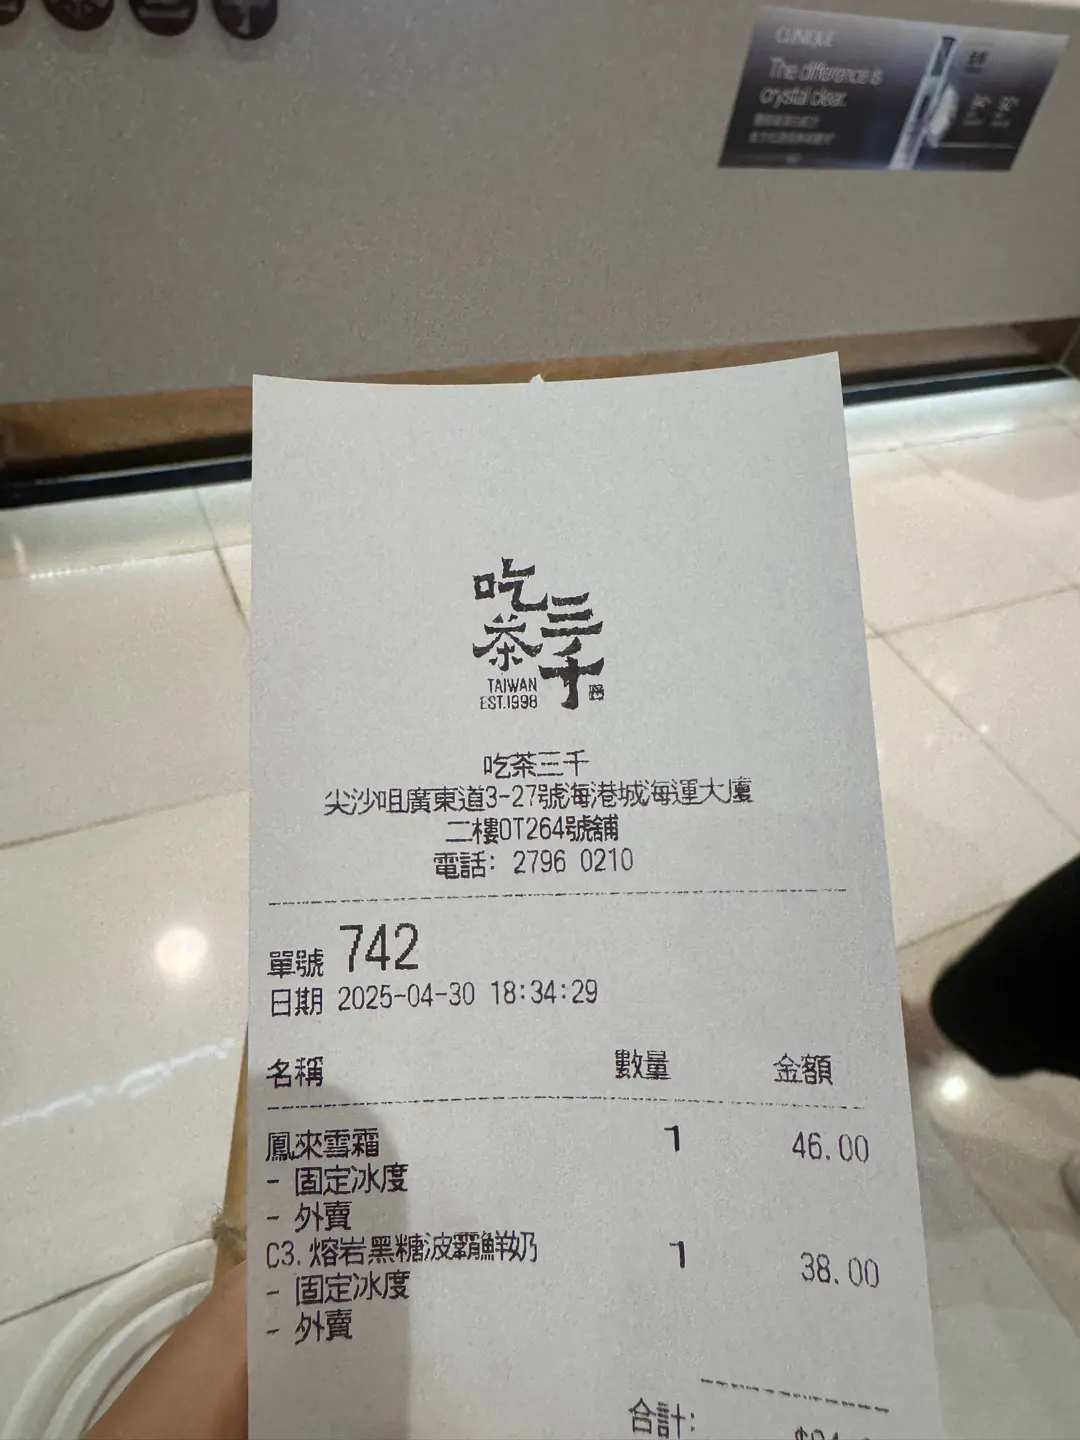 CLINIQUE
The difference is
crystal clear.
吃茶三千
TAIWAN
EST.1998
吃茶三千
尖沙咀廣東道3-27號海港城海運大廈
二樓OT264號舖
電話: 2796 0210
單號 742
日期 2025-04-30 18:34:29
名稱 數量 金額
鳳來雪霜 1 46.00
- 固定冰度
- 外賣
C3. 熔岩黑糖波霸鮮奶 1 38.00
- 固定冰度
- 外賣
合計: